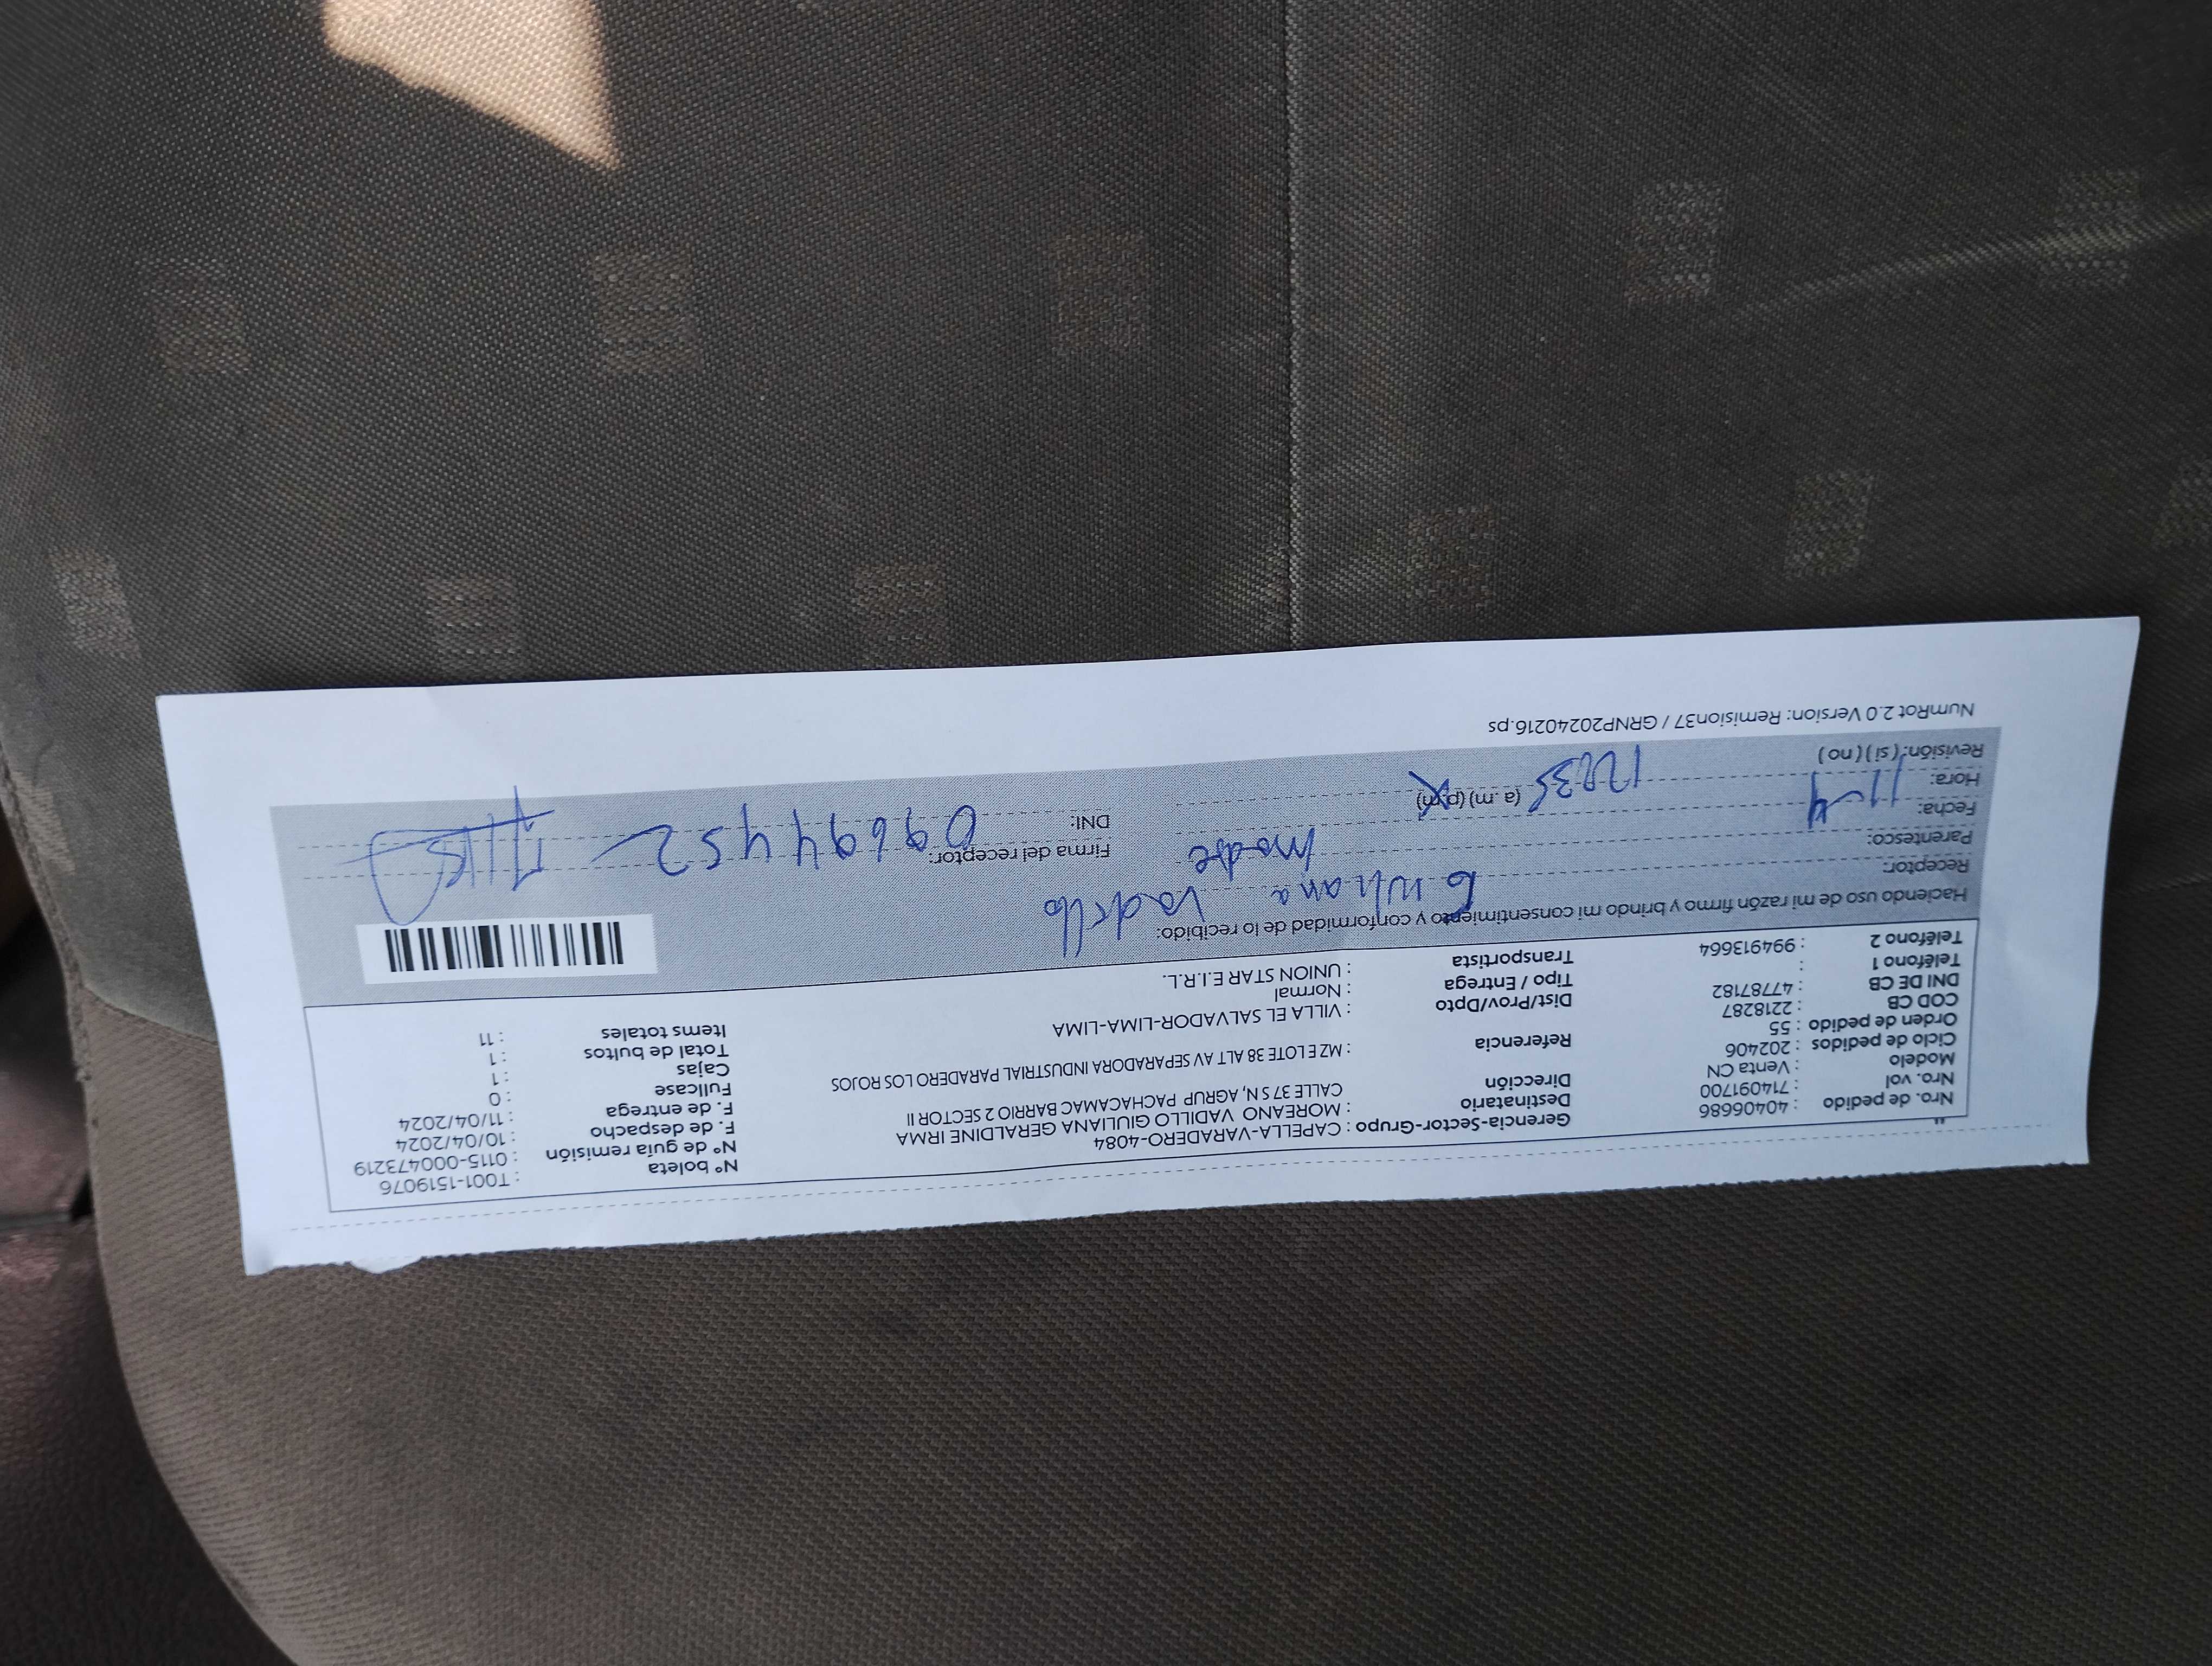 Nro. de pedido : 40406686
Nro. vol : 714091700
Modelo : Venta CN
Ciclo de pedidos : 202406
Orden de pedido : 55
COD CB : 2218287
DNI DE CB : 47787182
Teléfono 1 :
Teléfono 2 : 994913664
Gerencia-Sector-Grupo : CAPELLA-VARADERO-4084
Destinatario : MOREANO VADILLO GIULIANA GERALDINE IRMA
Dirección CALLE 37 S N, AGRUP PACHACAMAC BARRIO 2 SECTOR II
Referencia : MZ E LOTE 38 ALT AV SEPARADORA INDUSTRIAL PARADERO LOS ROJOS
Dist/Prov/Dpto : VILLA EL SALVADOR-LIMA-LIMA
Tipo / Entrega : Normal
Transportista : UNION STAR E.I.R.L.
N° boleta : T001-1519076
N° de guía remisión : 0115-000473219
F. de despacho : 10/04/2024
F. de entrega : 11/04/2024
Fullcase : 0
Cajas : 1
Total de bultos : 1
Items totales : 11
Haciendo uso de mi razón firmo y brindo mi consentimiento y conformidad de lo recibido:
Receptor: Giuliana Vadillo
Parentesco: Madre
Fecha: 11-4
Hora: 12:35 (a. m) (p.m)
Revisión: ( si ) ( no )
Firma del receptor:
DNI: 09694452
NumRot 2.0 Version: Remision37 / GRNP20240216.ps